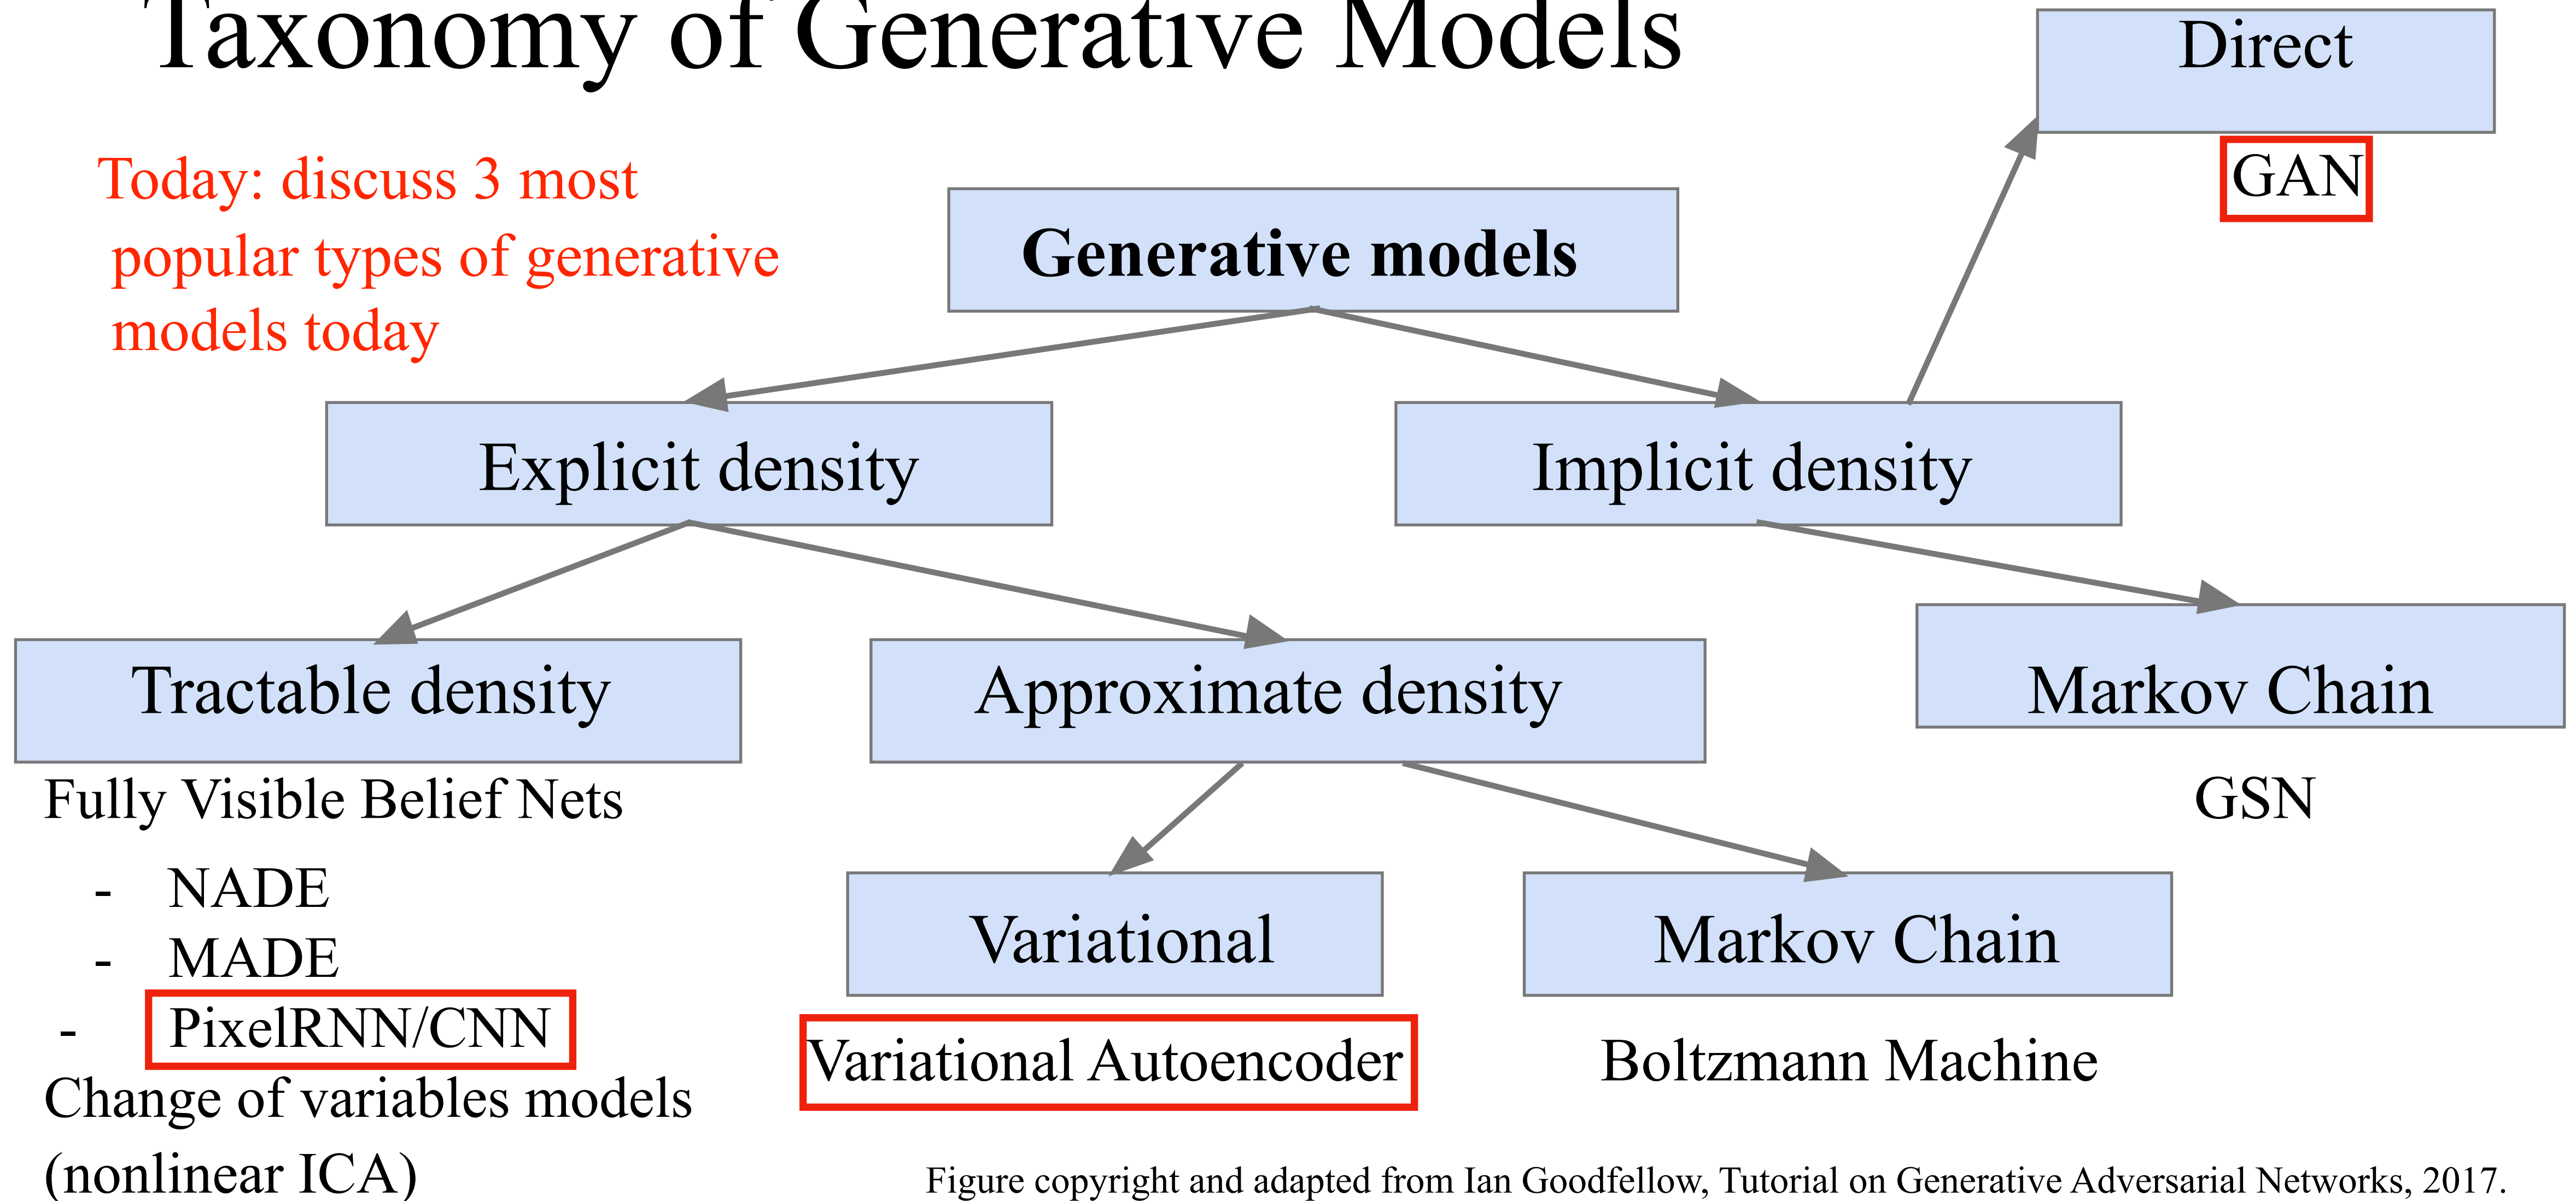 Taxonomy of Generative Models
Direct
GAN
Today: discuss 3 most
popular types of generative
models today
Generative models
Explicit density
Implicit density
Tractable density
Approximate density
Markov Chain
Fully Visible Belief Nets
GSN
- NADE
- MADE
- PixelRNN/CNN
Change of variables models
(nonlinear ICA)
Variational
Markov Chain
Variational Autoencoder
Boltzmann Machine
Figure copyright and adapted from Ian Goodfellow, Tutorial on Generative Adversarial Networks, 2017.